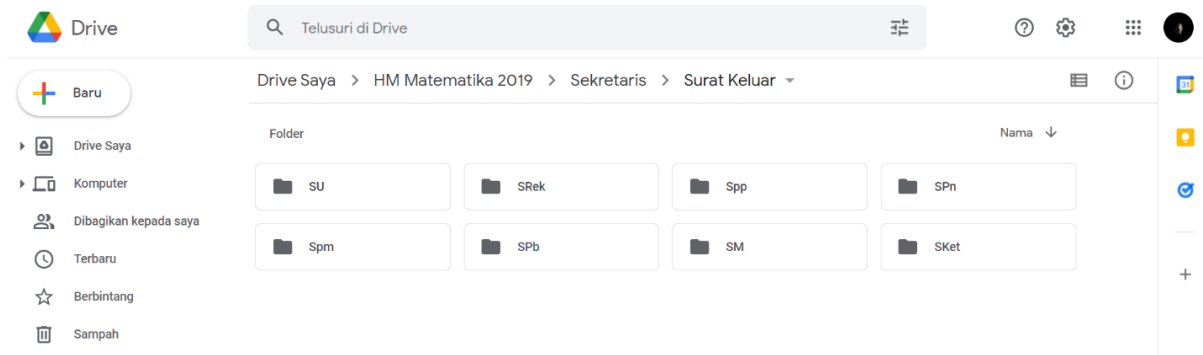 Drive
Telusuri di Drive
Baru
Drive Saya > HM Matematika 2019 > Sekretaris > Surat Keluar
31
Drive Saya
Komputer
Dibagikan kepada saya
Terbaru
Berbintang
Sampah
Folder
Nama
SU
SRek
Spp
SPn
Spm
SPb
SM
SKet